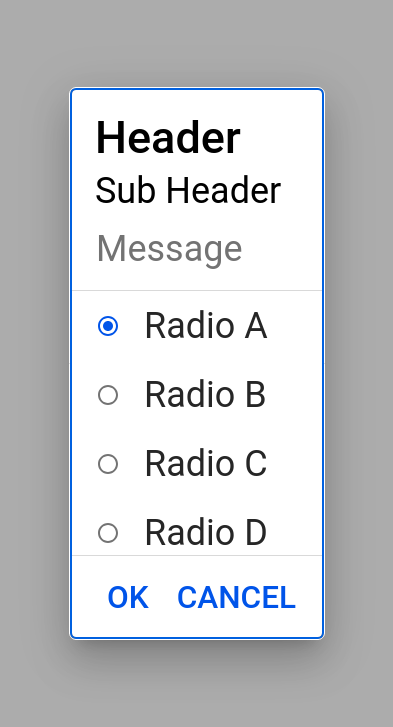 Header
Sub Header
Message
Radio A
Radio B
Radio C
Radio D
OK CANCEL